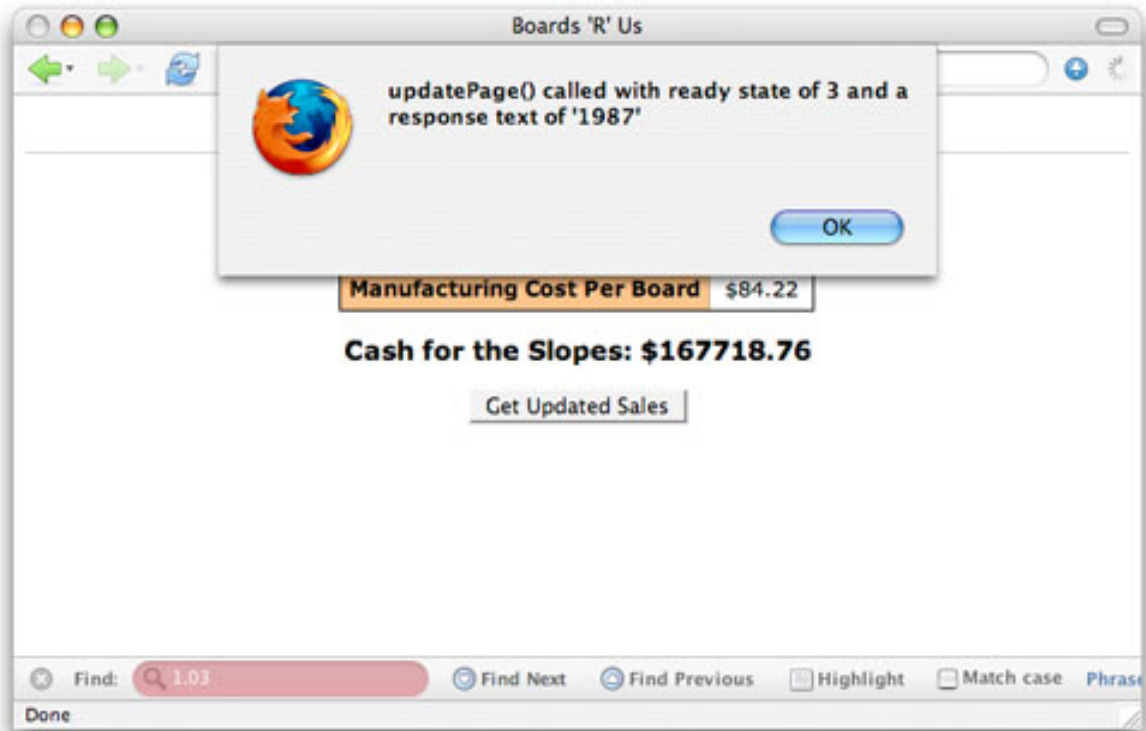 Boards 'R' Us
updatePage() called with ready state of 3 and a
response text of '1987'
OK
Manufacturing Cost Per Board $84.22
Cash for the Slopes: $167718.76
Get Updated Sales
Find: 1.03 Find Next Find Previous Highlight Match case Phrase
Done